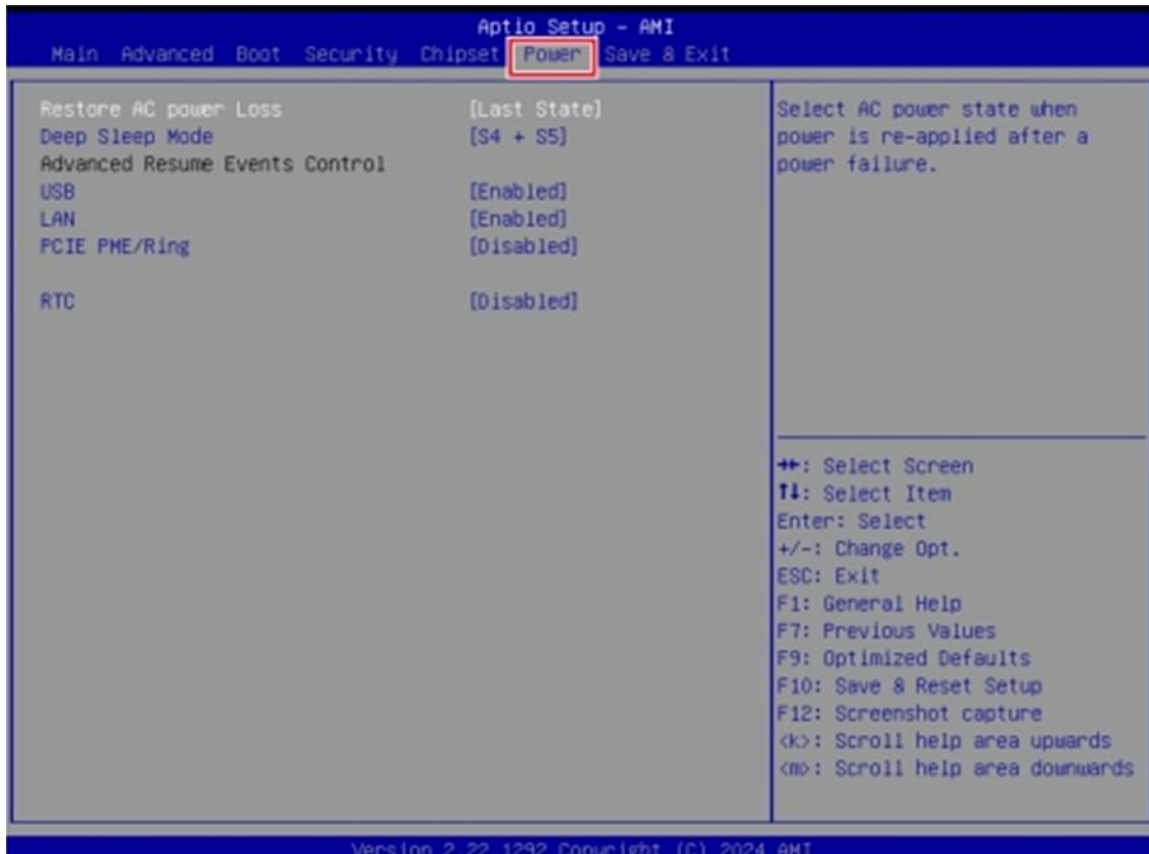 Aptio Setup - AMI
Main Advanced Boot Security Chipset Power Save & Exit
Restore AC power Loss [Last State]
Deep Sleep Mode [S4 + S5]
Advanced Resume Events Control
USB [Enabled]
LAN [Enabled]
PCIE PME/Ring [Disabled]
RTC [Disabled]
Select AC power state when
power is re-applied after a
power failure.
→←: Select Screen
↑↓: Select Item
Enter: Select
+/-: Change Opt.
ESC: Exit
F1: General Help
F7: Previous Values
F9: Optimized Defaults
F10: Save & Reset Setup
F12: Screenshot capture
<k>: Scroll help area upwards
<m>: Scroll help area downwards
Version 2.22.1292 Copyright (C) 2024 AMI